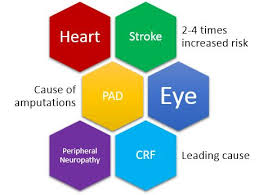 Heart
Stroke
2-4 times
increased risk
Cause of
amputations
PAD
Eye
Peripheral
Neuropathy
CRF
Leading cause